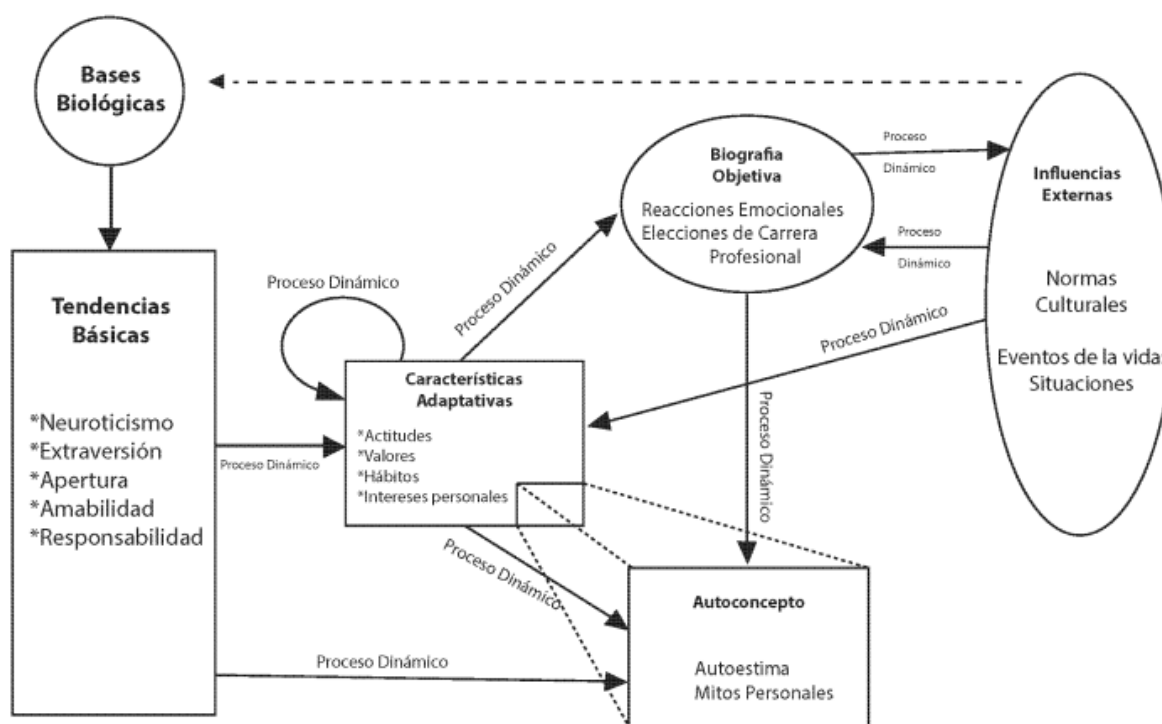 Bases
Biológicas
Tendencias
Básicas
*Neuroticismo
*Extraversión
*Apertura
*Amabilidad
*Responsabilidad
Proceso Dinámico
Proceso Dinámico
Características
Adaptativas
*Actitudes
*Valores
*Hábitos
*Intereses personales
Proceso Dinámico
Biografia
Objetiva
Reacciones Emocionales
Elecciones de Carrera
Profesional
Proceso
Dinámico
Proceso
Dinámico
Influencias
Externas
Normas
Culturales
Eventos de la vida
Situaciones
Proceso Dinámico
Proceso Dinámico
Proceso Dinámico
Proceso Dinámico
Autoconcepto
Autoestima
Mitos Personales